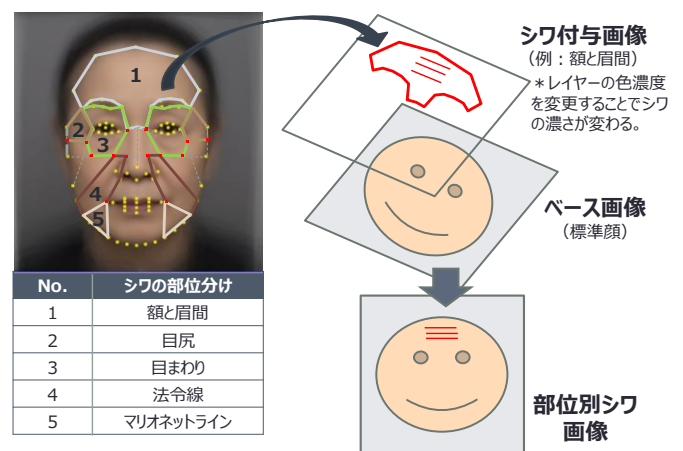 1
2
3
4
5
No. シワの部位分け
1 額と眉間
2 目尻
3 目まわり
4 法令線
5 マリオネットライン
シワ付与画像
（例：額と眉間）
＊レイヤーの色濃度
を変更することでシワ
の濃さが変わる。
ベース画像
（標準顔）
部位別シワ
画像